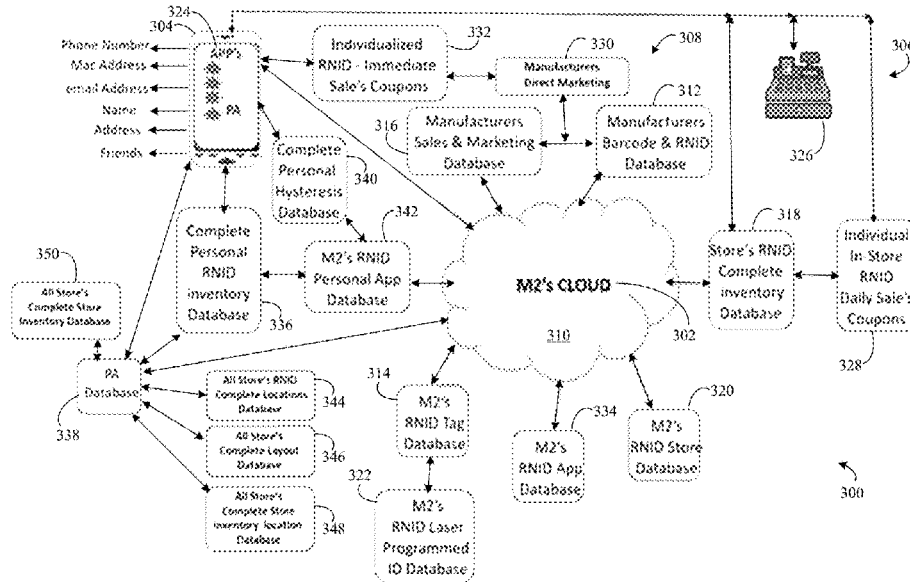 324
304
Phone Number
Mac Address
email Address
Name
Address
Friends
APP's
PA
332
Individualized
RNID - Immediate
Sale's Coupons
330
Manufacturers
Direct Marketing
308
306
326
316
Manufacturers
Sales & Marketing
Database
312
Manufacturers
Barcode & RNID
Database
340
Complete
Personal
Hysteresis
Database
342
M2's RNID
Personal App
Database
Complete
Personal
RNID
inventory
Database
336
350
All Store's
Complete Store
Inventory Database
M2's CLOUD
302
310
318
Store's RNID
Complete
inventory
Database
Individual
In-Store
RNID
Daily Sale's
Coupons
328
PA
Database
338
All Store's RNID
Complete Locations
Database
344
All Store's
Complete Layout
Database
346
All Store's
Complete Store
Inventory location
Database
348
314
M2's
RNID Tag
Database
322
M2's
RNID Laser
Programmed
ID Database
334
M2's
RNID App
Database
320
M2's
RNID Store
Database
300